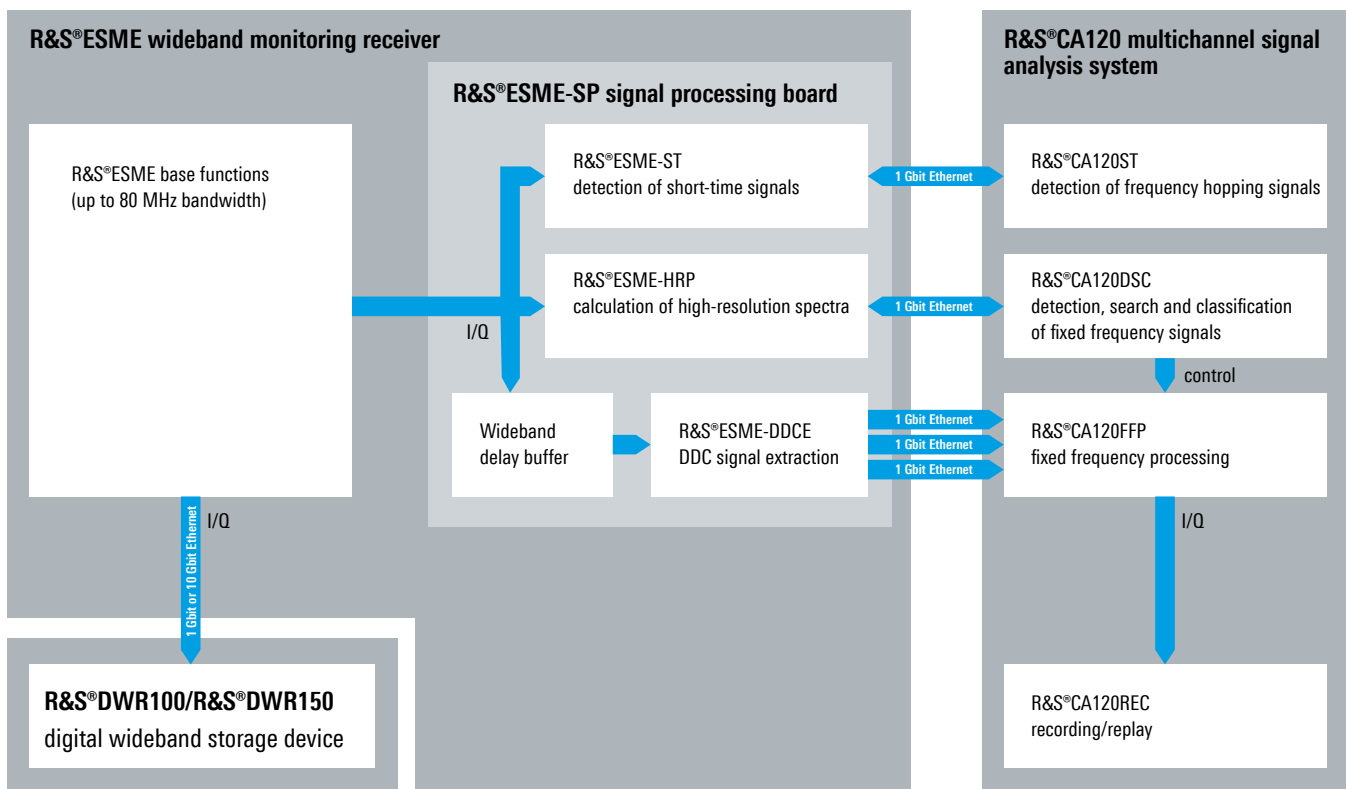 R&S®ESME wideband monitoring receiver
R&S®ESME base functions
(up to 80 MHz bandwidth)
I/Q
R&S®ESME-SP signal processing board
R&S®ESME-ST
detection of short-time signals
R&S®ESME-HRP
calculation of high-resolution spectra
Wideband
delay buffer
R&S®ESME-DDCE
DDC signal extraction
1 Gbit Ethernet
1 Gbit Ethernet
1 Gbit Ethernet
1 Gbit Ethernet
1 Gbit Ethernet
R&S®CA120 multichannel signal
analysis system
R&S®CA120ST
detection of frequency hopping signals
R&S®CA120DSC
detection, search and classification
of fixed frequency signals
control
R&S®CA120FFP
fixed frequency processing
I/Q
R&S®CA120REC
recording/replay
1 Gbit or 10 Gbit Ethernet
I/Q
R&S®DWR100/R&S®DWR150
digital wideband storage device